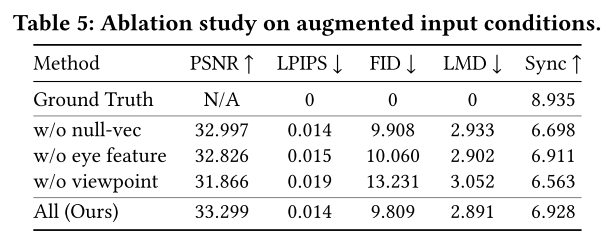 Table 5: Ablation study on augmented input conditions.
Method PSNR ↑ LPIPS ↓ FID ↓ LMD ↓ Sync ↑
Ground Truth N/A 0 0 0 8.935
w/o null-vec 32.997 0.014 9.908 2.933 6.698
w/o eye feature 32.826 0.015 10.060 2.902 6.911
w/o viewpoint 31.866 0.019 13.231 3.052 6.563
All (Ours) 33.299 0.014 9.809 2.891 6.928